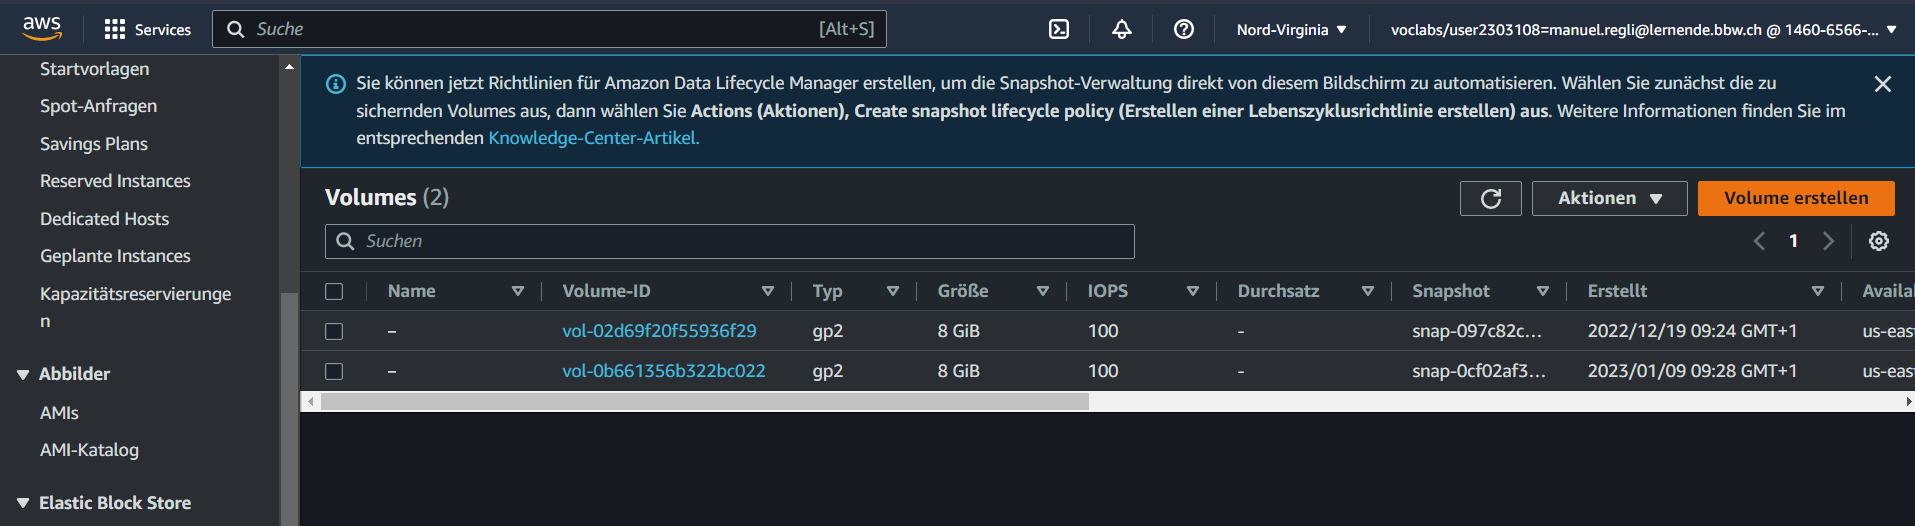 aws Services Suche [Alt+S] Nord-Virginia voclabs/user2303108=manuel.regli@lernende.bbw.ch @ 1460-6566-...
Startvorlagen
Spot-Anfragen
Savings Plans
Reserved Instances
Dedicated Hosts
Geplante Instances
Kapazitätsreservierunge
n
Abbilder
AMIs
AMI-Katalog
Elastic Block Store
Sie können jetzt Richtlinien für Amazon Data Lifecycle Manager erstellen, um die Snapshot-Verwaltung direkt von diesem Bildschirm zu automatisieren. Wählen Sie zunächst die zu
sichernden Volumes aus, dann wählen Sie Actions (Aktionen), Create snapshot lifecycle policy (Erstellen einer Lebenszyklusrichtlinie erstellen) aus. Weitere Informationen finden Sie im
entsprechenden Knowledge-Center-Artikel.
Volumes (2) Aktionen Volume erstellen
Suchen 1
Name Volume-ID Typ Größe IOPS Durchsatz Snapshot Erstellt Availal
– vol-02d69f20f55936f29 gp2 8 GiB 100 - snap-097c82c... 2022/12/19 09:24 GMT+1 us-eas
– vol-0b661356b322bc022 gp2 8 GiB 100 - snap-0cf02af3... 2023/01/09 09:28 GMT+1 us-eas